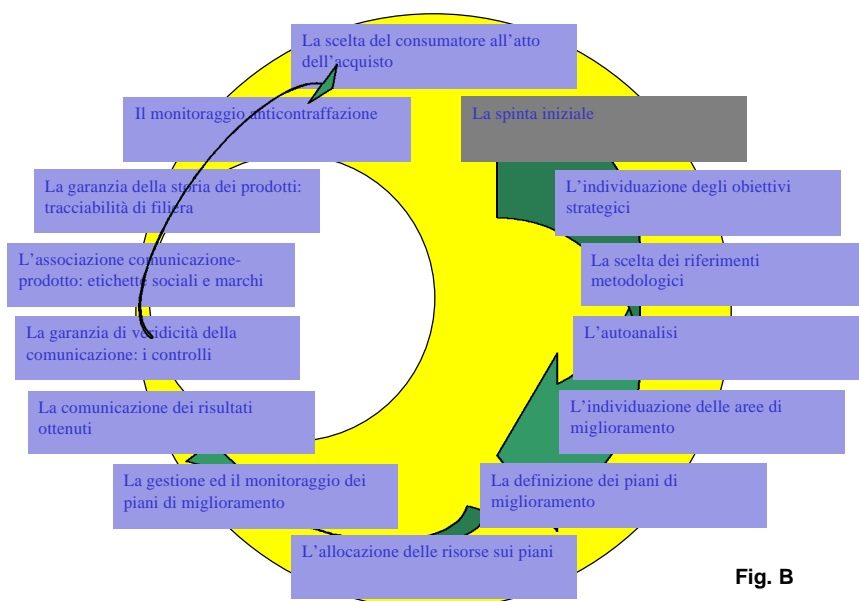 La scelta del consumatore all'atto
dell'acquisto
Il monitoraggio anticontraffazione
La spinta iniziale
La garanzia della storia dei prodotti:
tracciabilità di filiera
L'individuazione degli obiettivi
strategici
L'associazione comunicazione-
prodotto: etichette sociali e marchi
La scelta dei riferimenti
metodologici
La garanzia di veridicità della
comunicazione: i controlli
L'autoanalisi
La comunicazione dei risultati
ottenuti
L'individuazione delle aree di
miglioramento
La gestione ed il monitoraggio dei
piani di miglioramento
La definizione dei piani di
miglioramento
L'allocazione delle risorse sui piani
Fig. B